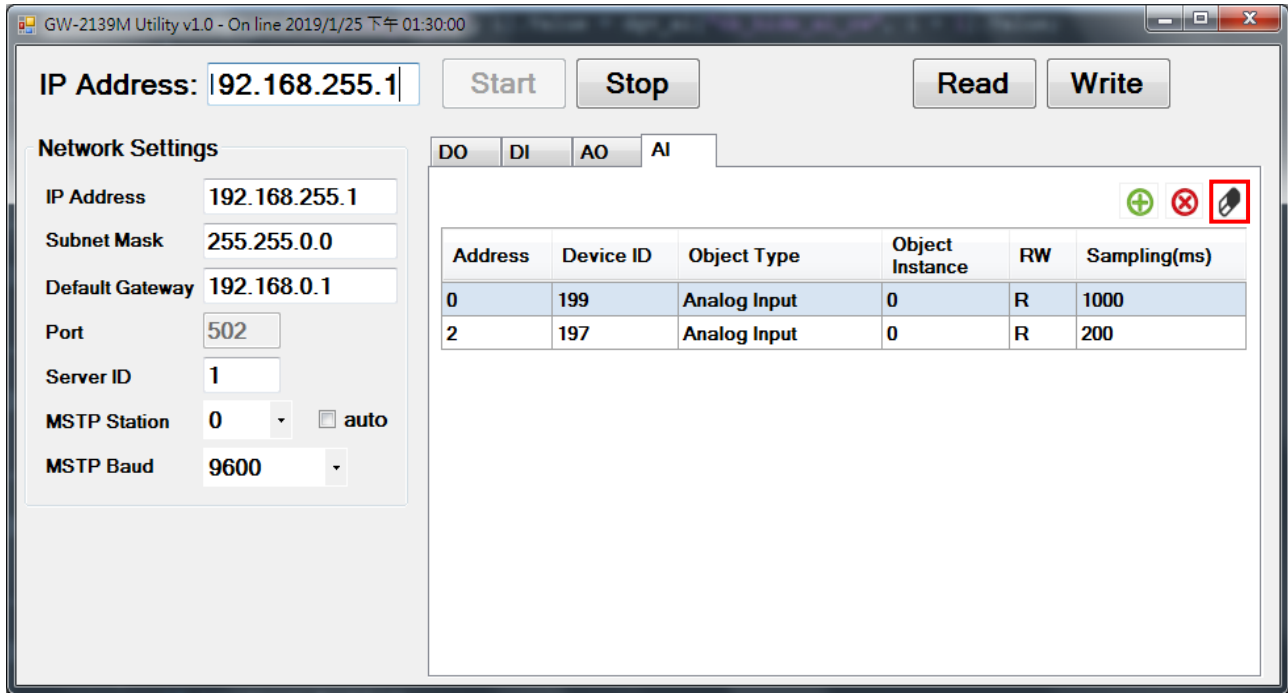 GW-2139M Utility v1.0 - On line 2019/1/25 下午 01:30:00
IP Address: 192.168.255.1 Start Stop Read Write
Network Settings
IP Address 192.168.255.1
Subnet Mask 255.255.0.0
Default Gateway 192.168.0.1
Port 502
Server ID 1
MSTP Station 0 auto
MSTP Baud 9600
DO DI AO AI
Address Device ID Object Type Object Instance RW Sampling(ms)
0 199 Analog Input 0 R 1000
2 197 Analog Input 0 R 200